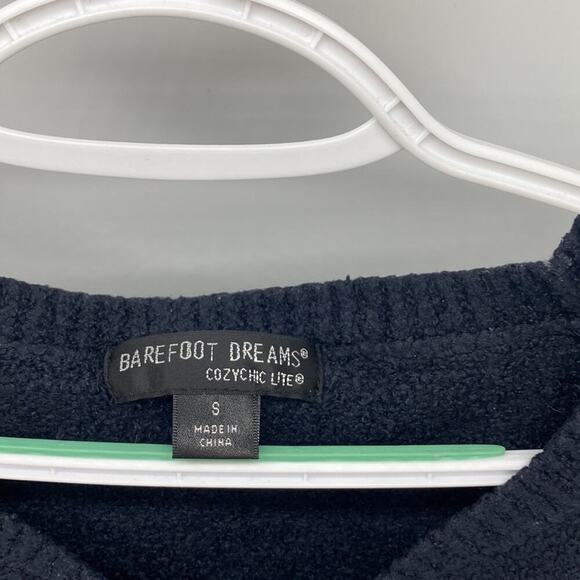 BAREFOOT DREAMS®
COZYCHIC LITE®
S
MADE IN
CHINA